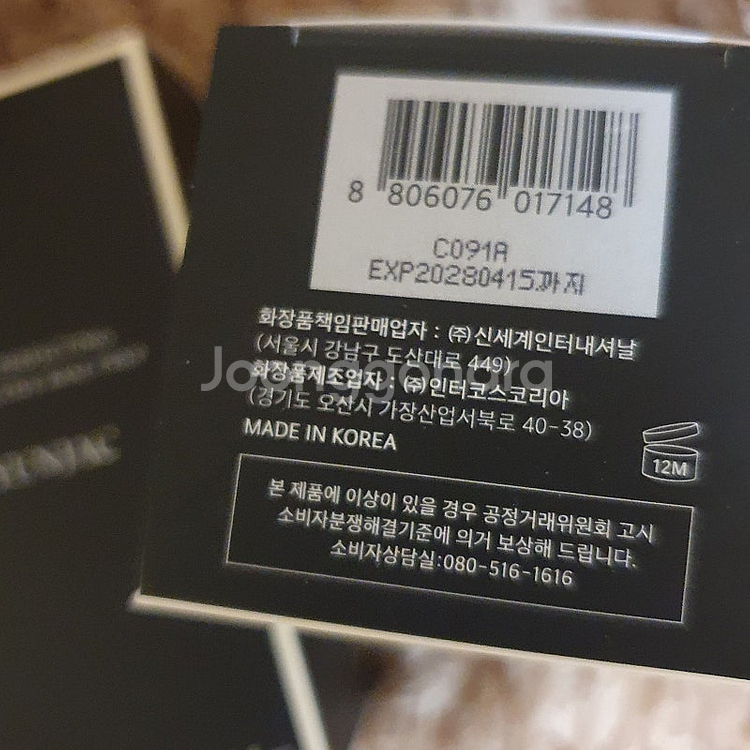 8 806076 017148
C091A
EXP20280415까지
화장품책임판매업자 : ㈜신세계인터내셔날
(서울시 강남구 도산대로 449)
화장품제조업자 : ㈜인터코스코리아
(경기도 오산시 가장산업서북로 40-38)
MADE IN KOREA
12M
본 제품에 이상이 있을 경우 공정거래위원회 고시
소비자분쟁해결기준에 의거 보상해 드립니다.
소비자상담실:080-516-1616
Joonggonara